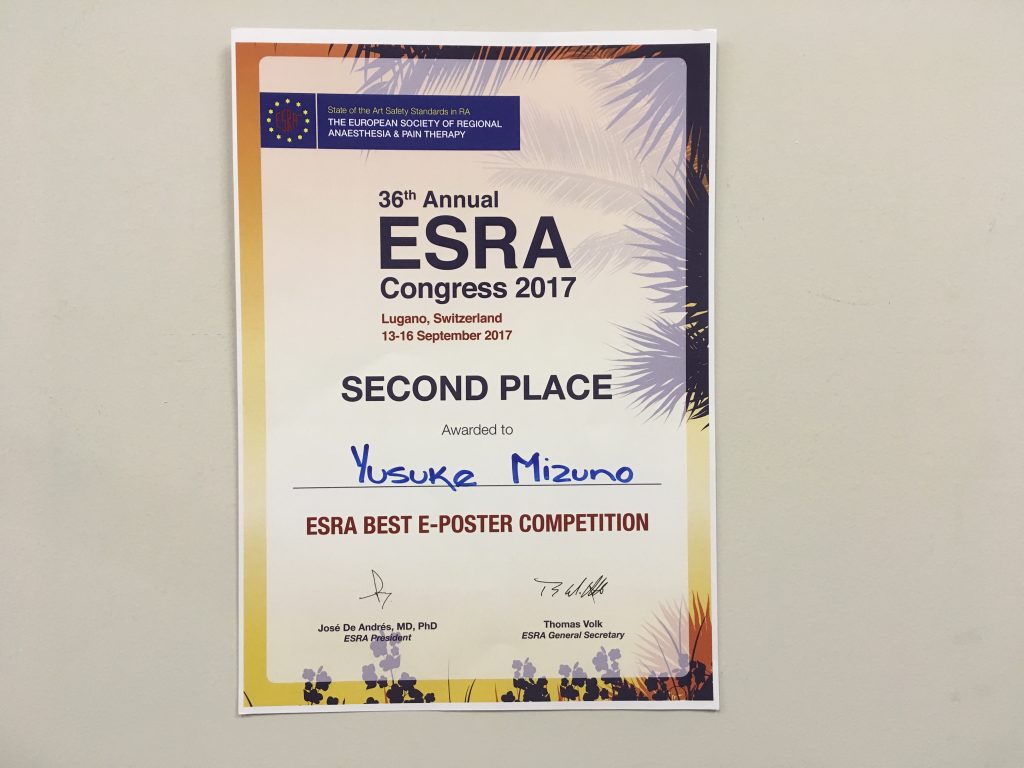 ESRA
State of the Art Safety Standards in RA
THE EUROPEAN SOCIETY OF REGIONAL
ANAESTHESIA & PAIN THERAPY
36th Annual
ESRA
Congress 2017
Lugano, Switzerland
13-16 September 2017
SECOND PLACE
Awarded to
Yusuke Mizuno
ESRA BEST E-POSTER COMPETITION
José De Andrés, MD, PhD
ESRA President
Thomas Volk
ESRA General Secretary